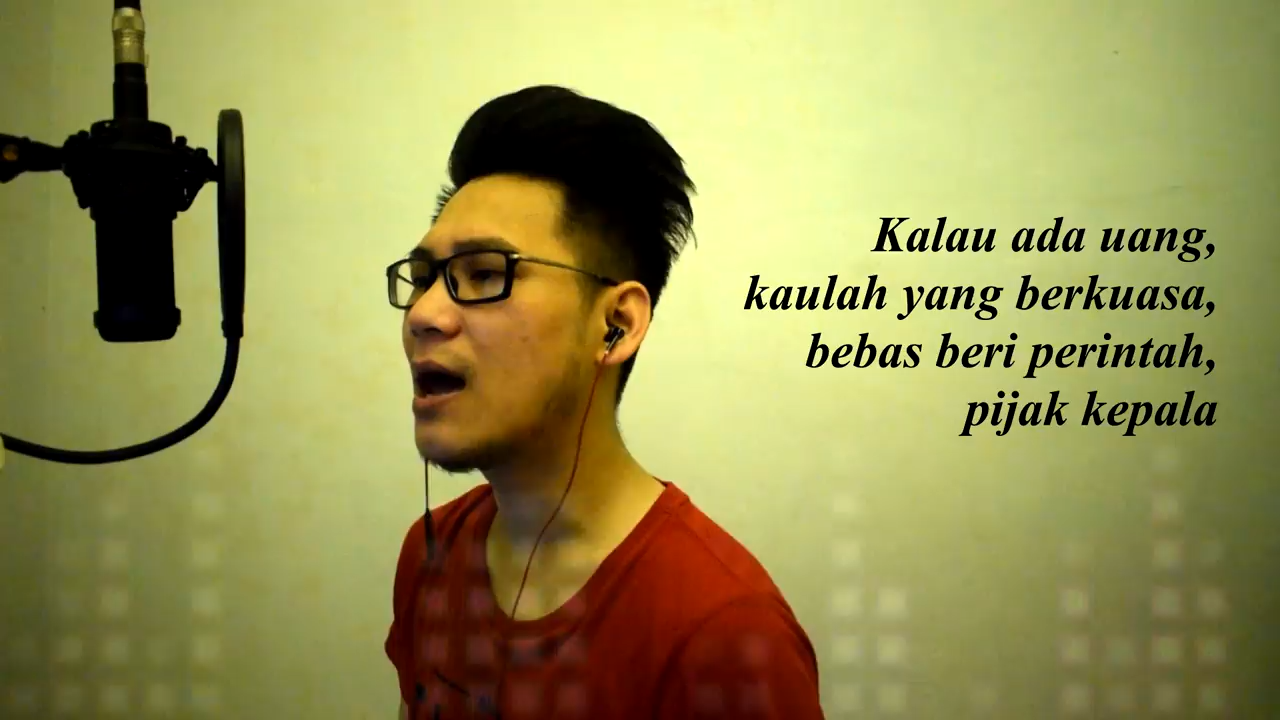 Kalau ada uang,
kaulah yang berkuasa,
bebas beri perintah,
pijak kepala